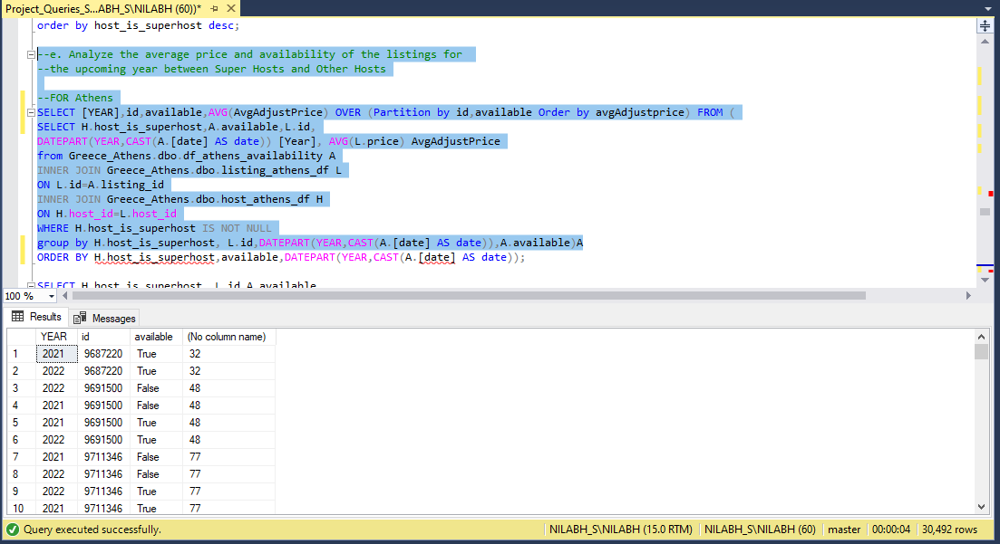 Project_Queries_S...ABH_S\NILABH (60))*
order by host_is_superhost desc;
--e. Analyze the average price and availability of the listings for
--the upcoming year between Super Hosts and Other Hosts
--FOR Athens
SELECT [YEAR],id,available,AVG(AvgAdjustPrice) OVER (Partition by id,available Order by avgAdjustprice) FROM (
SELECT H.host_is_superhost,A.available,L.id,
DATEPART(YEAR,CAST(A.[date] AS date)) [Year], AVG(L.price) AvgAdjustPrice
from Greece_Athens.dbo.df_athens_availability A
INNER JOIN Greece_Athens.dbo.listing_athens_df L
ON L.id=A.listing_id
INNER JOIN Greece_Athens.dbo.host_athens_df H
ON H.host_id=L.host_id
WHERE H.host_is_superhost IS NOT NULL
group by H.host_is_superhost, L.id,DATEPART(YEAR,CAST(A.[date] AS date)),A.available)A
ORDER BY H.host_is_superhost,available,DATEPART(YEAR,CAST(A.[date] AS date));
SELECT H.host_is_superhost, L.id,A.available,
100 %
Results Messages
YEAR id available (No column name)
1 2021 9687220 True 32
2 2022 9687220 True 32
3 2022 9691500 False 48
4 2021 9691500 False 48
5 2021 9691500 True 48
6 2022 9691500 True 48
7 2021 9711346 False 77
8 2022 9711346 False 77
9 2022 9711346 True 77
10 2021 9711346 True 77
Query executed successfully. NILABH_S\NILABH (15.0 RTM) NILABH_S\NILABH (60) master 00:00:04 30,492 rows